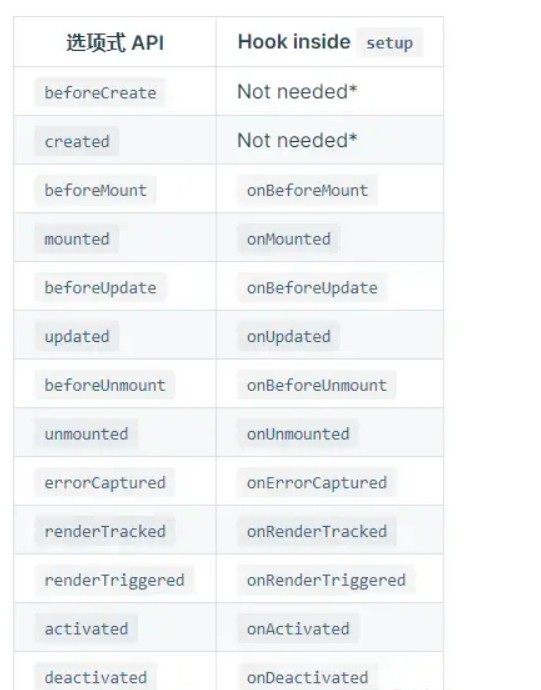 选项式 API Hook inside setup
beforeCreate Not needed*
created Not needed*
beforeMount onBeforeMount
mounted onMounted
beforeUpdate onBeforeUpdate
updated onUpdated
beforeUnmount onBeforeUnmount
unmounted onUnmounted
errorCaptured onErrorCaptured
renderTracked onRenderTracked
renderTriggered onRenderTriggered
activated onActivated
deactivated onDeactivated